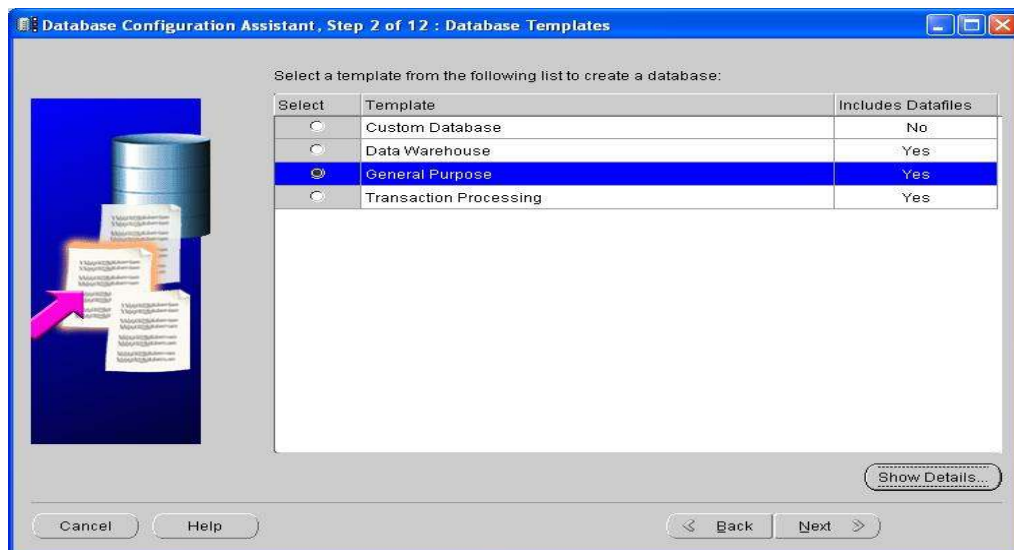 Database Configuration Assistant, Step 2 of 12 : Database Templates
Select a template from the following list to create a database:
Select Template Includes Datafiles
Custom Database No
Data Warehouse Yes
General Purpose Yes
Transaction Processing Yes
Show Details...
Cancel Help Back Next